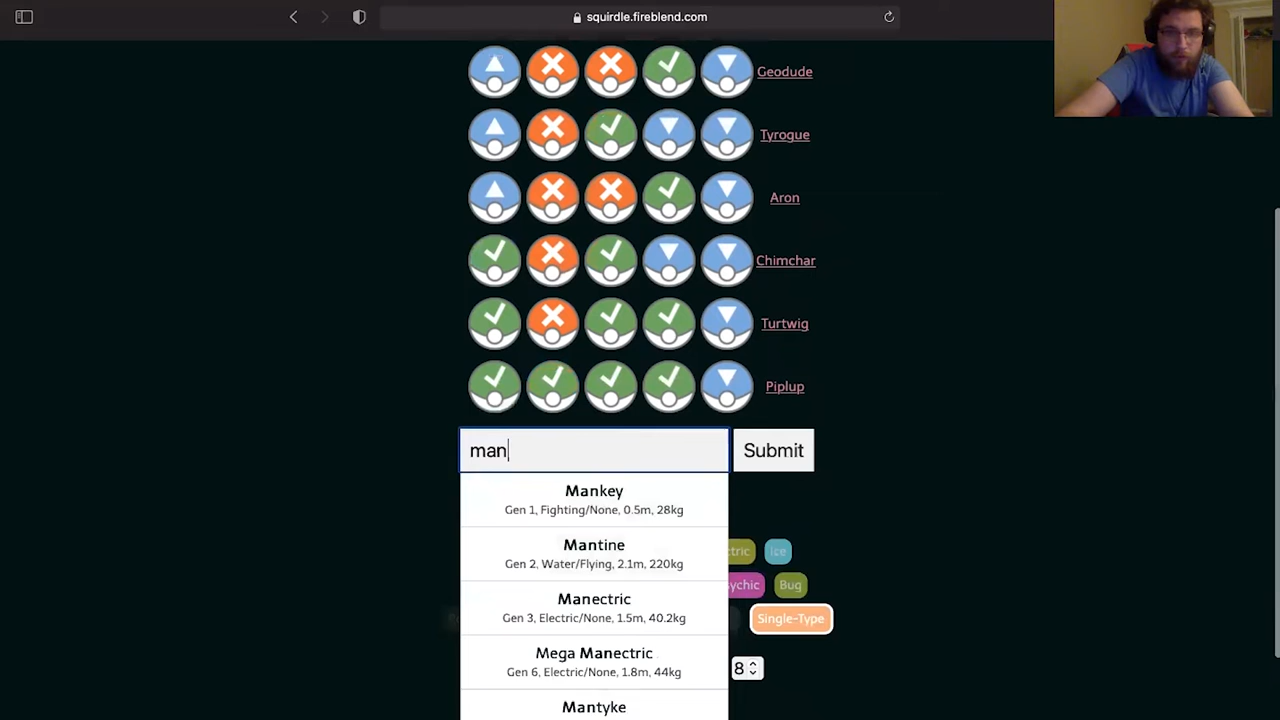 squirdle.fireblend.com
Geodude
Tyrogue
Aron
Chimchar
Turtwig
Piplup
man
Submit
Mankey
Gen 1, Fighting/None, 0.5m, 28kg
Mantine
Gen 2, Water/Flying, 2.1m, 220kg
ctric Ice
Manectric
sychic Bug
Gen 3, Electric/None, 1.5m, 40.2kg
Single-Type
Mega Manectric
Gen 6, Electric/None, 1.8m, 44kg
8
Mantyke